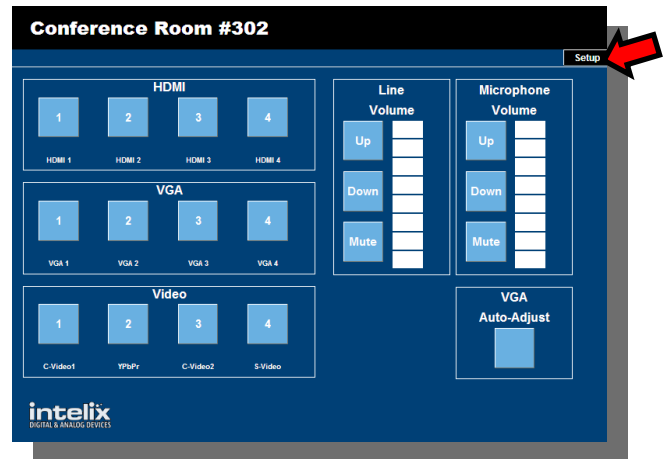 Conference Room #302
Setup
HDMI
1 2 3 4
HDMI 1 HDMI 2 HDMI 3 HDMI 4
VGA
1 2 3 4
VGA 1 VGA 2 VGA 3 VGA 4
Video
1 2 3 4
C-Video1 YPbPr C-Video2 S-Video
Line
Volume
Up
Down
Mute
Microphone
Volume
Up
Down
Mute
VGA
Auto-Adjust
intelix
DIGITAL & ANALOG DEVICES